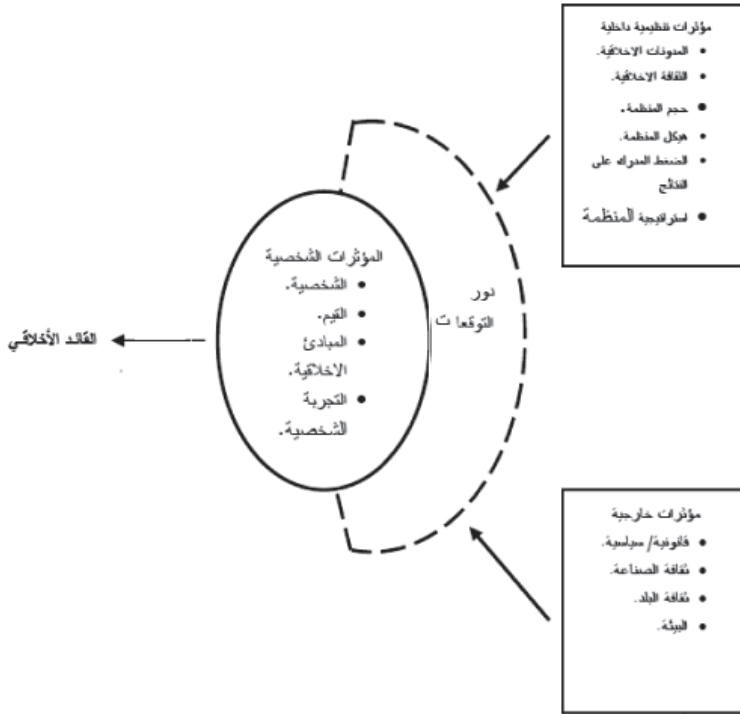 مؤثرات تنظيمية داخلية
• المدونات الاخلاقية.
• الثقافة الاخلاقية.
• حجم المنظمة.
• هيكل المنظمة.
• الضغط المدرك على
النتائج
• استراتيجية المنظمة
المؤثرات الشخصية
• الشخصية.
• القيم.
• المبادئ
الاخلاقية.
• التجربة
الشخصية.
دور
التوقعا ت
القائد الأخلاقي
مؤثرات خارجية
• قانونية/ سياسية.
• ثقافة الصناعة.
• ثقافة البلد.
• البيئة.